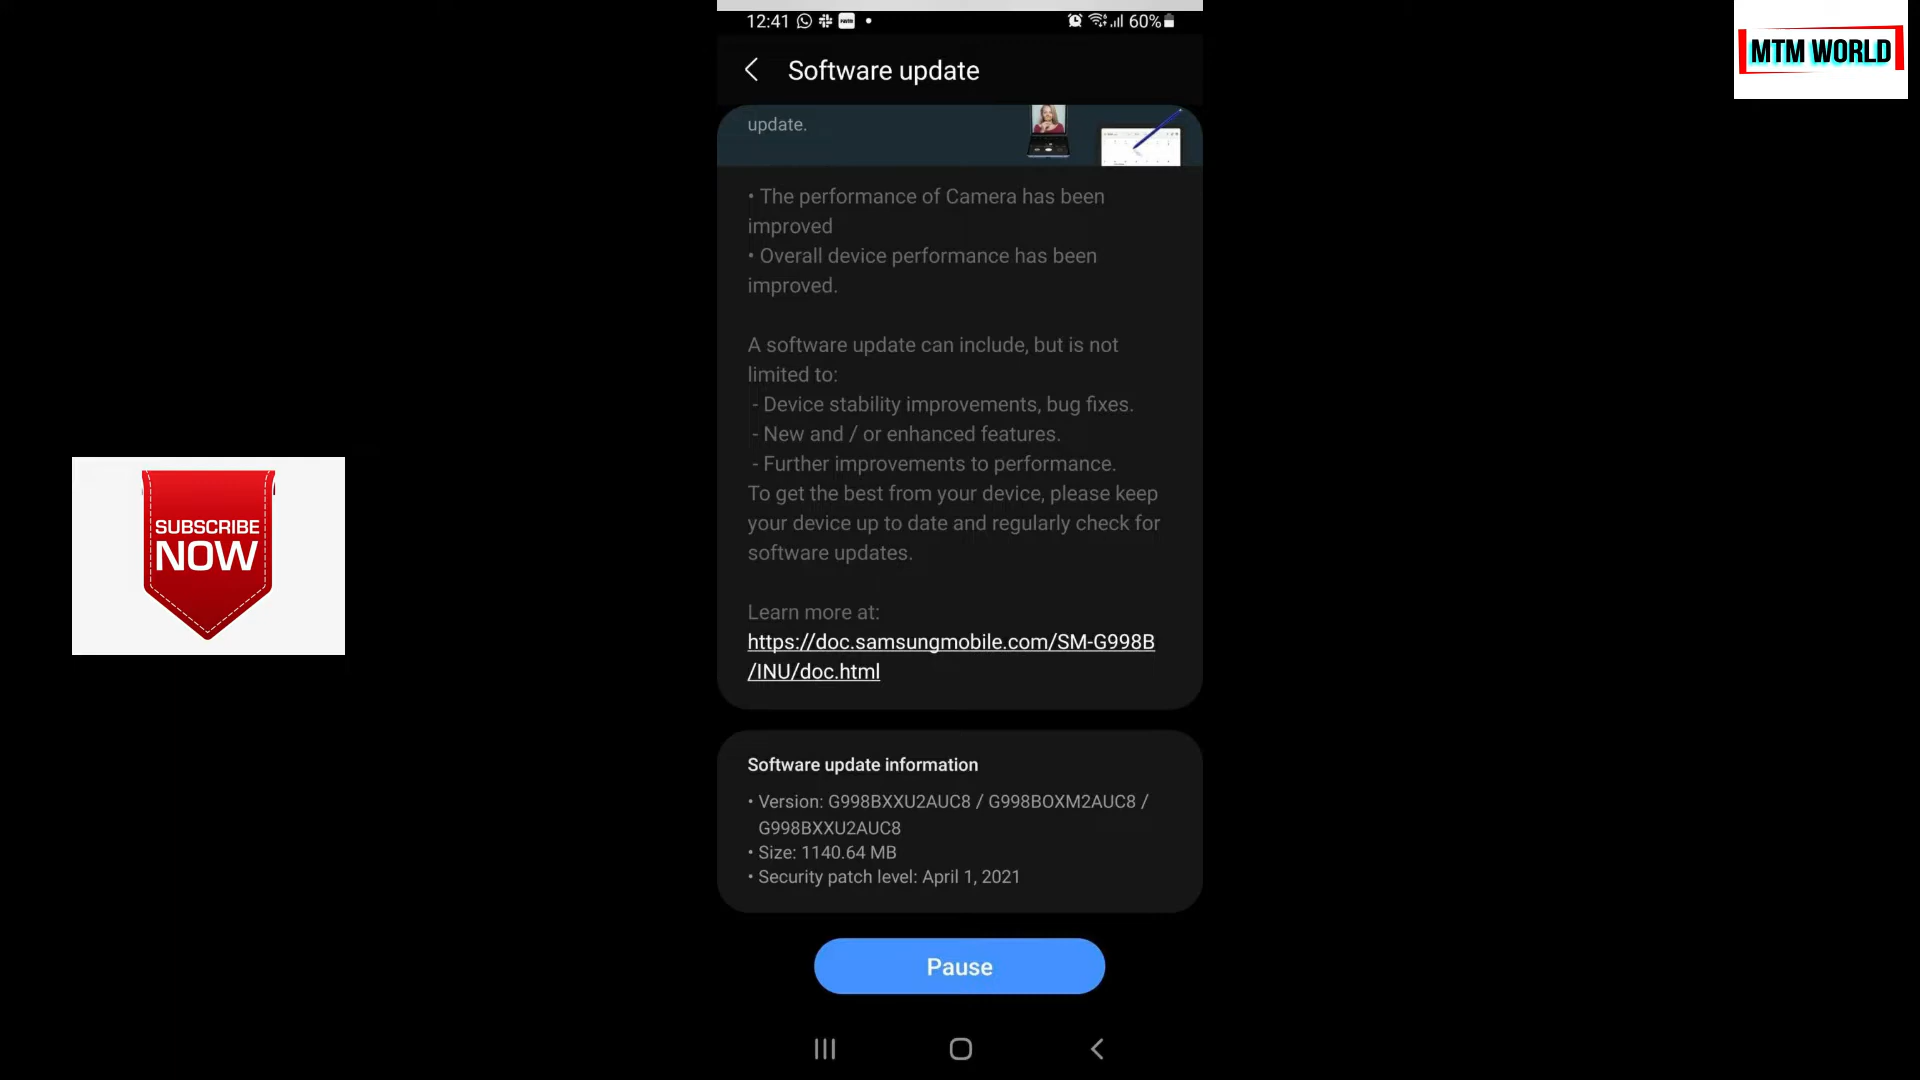 12:41
60%
MTM WORLD
Software update
update.
• The performance of Camera has been
improved
• Overall device performance has been
improved.
A software update can include, but is not
limited to:
- Device stability improvements, bug fixes.
- New and / or enhanced features.
- Further improvements to performance.
To get the best from your device, please keep
your device up to date and regularly check for
software updates.
SUBSCRIBE
NOW
Learn more at:
https://doc.samsungmobile.com/SM-G998B
/INU/doc.html
Software update information
• Version: G998BXXU2AUC8 / G998BOXM2AUC8 /
G998BXXU2AUC8
• Size: 1140.64 MB
• Security patch level: April 1, 2021
Pause